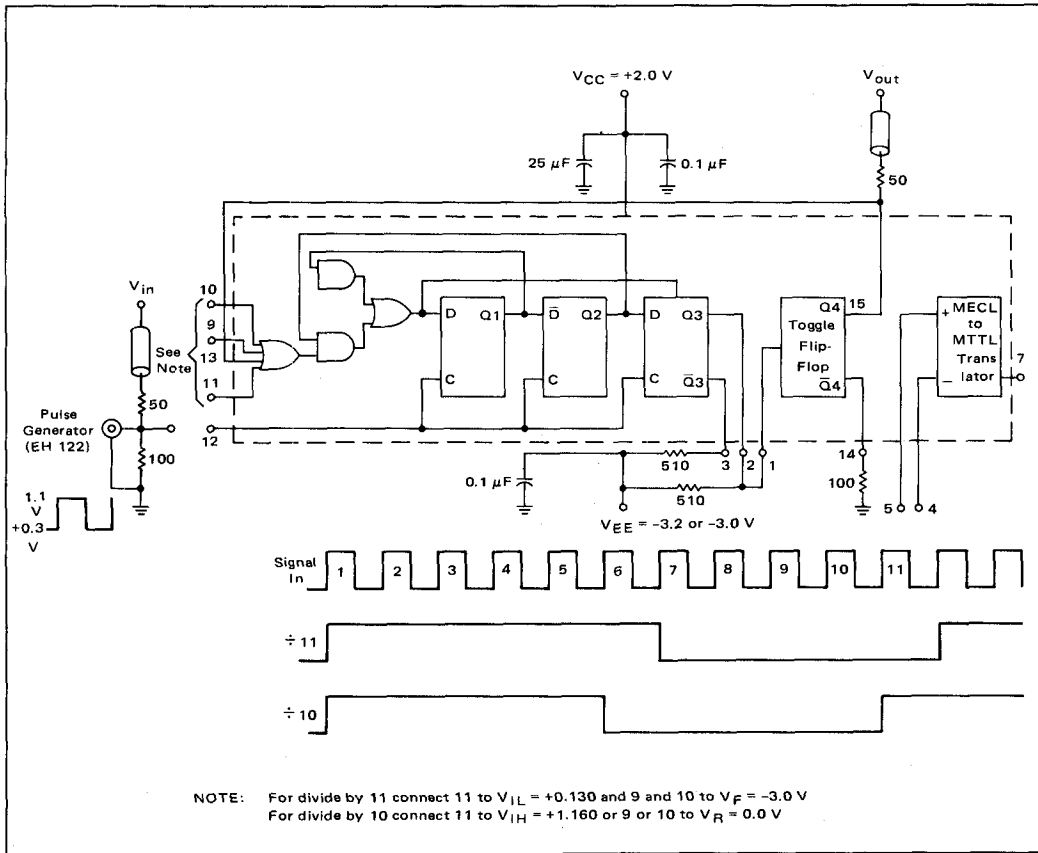 VCC = +2.0 V
Vout
25 μF
0.1 μF
50
Vin
10
9
13
11
12
See
Note
50
Pulse
Generator
(EH 122)
100
1.1
V
+0.3
V
D
Q1
C
D̅
Q2
C
D
Q3
C
Q̅3
Q4
Toggle
Flip-
Flop
Q̅4
15
+
MECL
to
MTTL
Trans
lator
–
7
0.1 μF
510
510
3
2
1
14
100
5
4
VEE = –3.2 or –3.0 V
Signal
In
1
2
3
4
5
6
7
8
9
10
11
÷ 11
÷ 10
NOTE: For divide by 11 connect 11 to VIL = +0.130 and 9 and 10 to VF = –3.0 V
For divide by 10 connect 11 to VIH = +1.160 or 9 or 10 to VR = 0.0 V